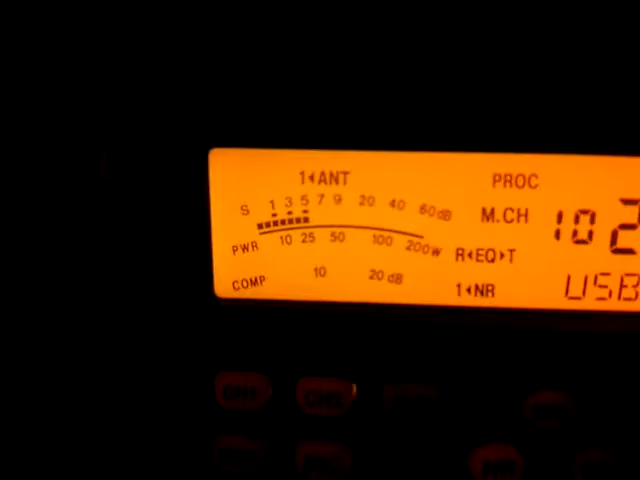 1◂ANT PROC
S 1 3 5 7 9 20 40 60dB M.CH 102
PWR 10 25 50 100 200W R◂EQ▸T
COMP 10 20 dB 1◂NR USB